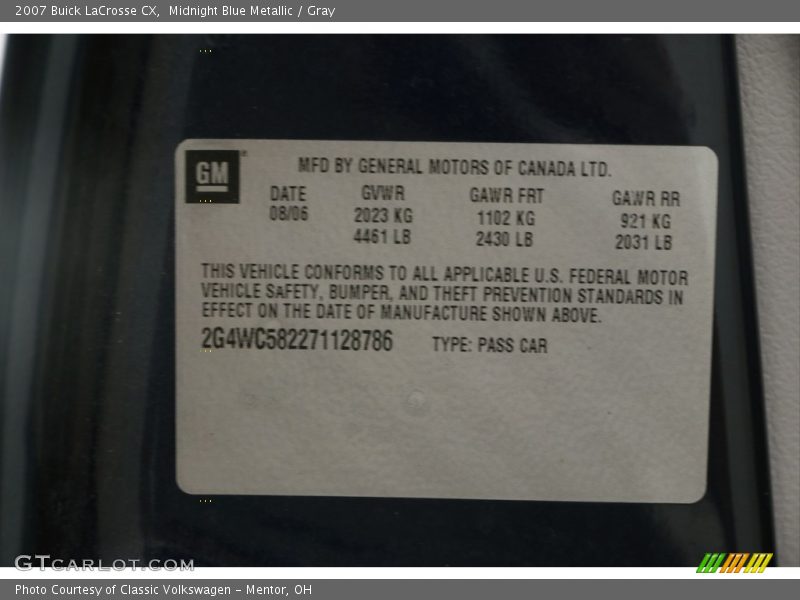 2007 Buick LaCrosse CX,  Midnight Blue Metallic / Gray
GM
MFD BY GENERAL MOTORS OF CANADA LTD.
DATE GVWR GAWR FRT GAWR RR
08/06 2023 KG 1102 KG 921 KG
4461 LB 2430 LB 2031 LB
THIS VEHICLE CONFORMS TO ALL APPLICABLE U.S. FEDERAL MOTOR
VEHICLE SAFETY, BUMPER, AND THEFT PREVENTION STANDARDS IN
EFFECT ON THE DATE OF MANUFACTURE SHOWN ABOVE.
2G4WC582271128786 TYPE: PASS CAR
GTCARLOT.COM
Photo Courtesy of Classic Volkswagen - Mentor, OH